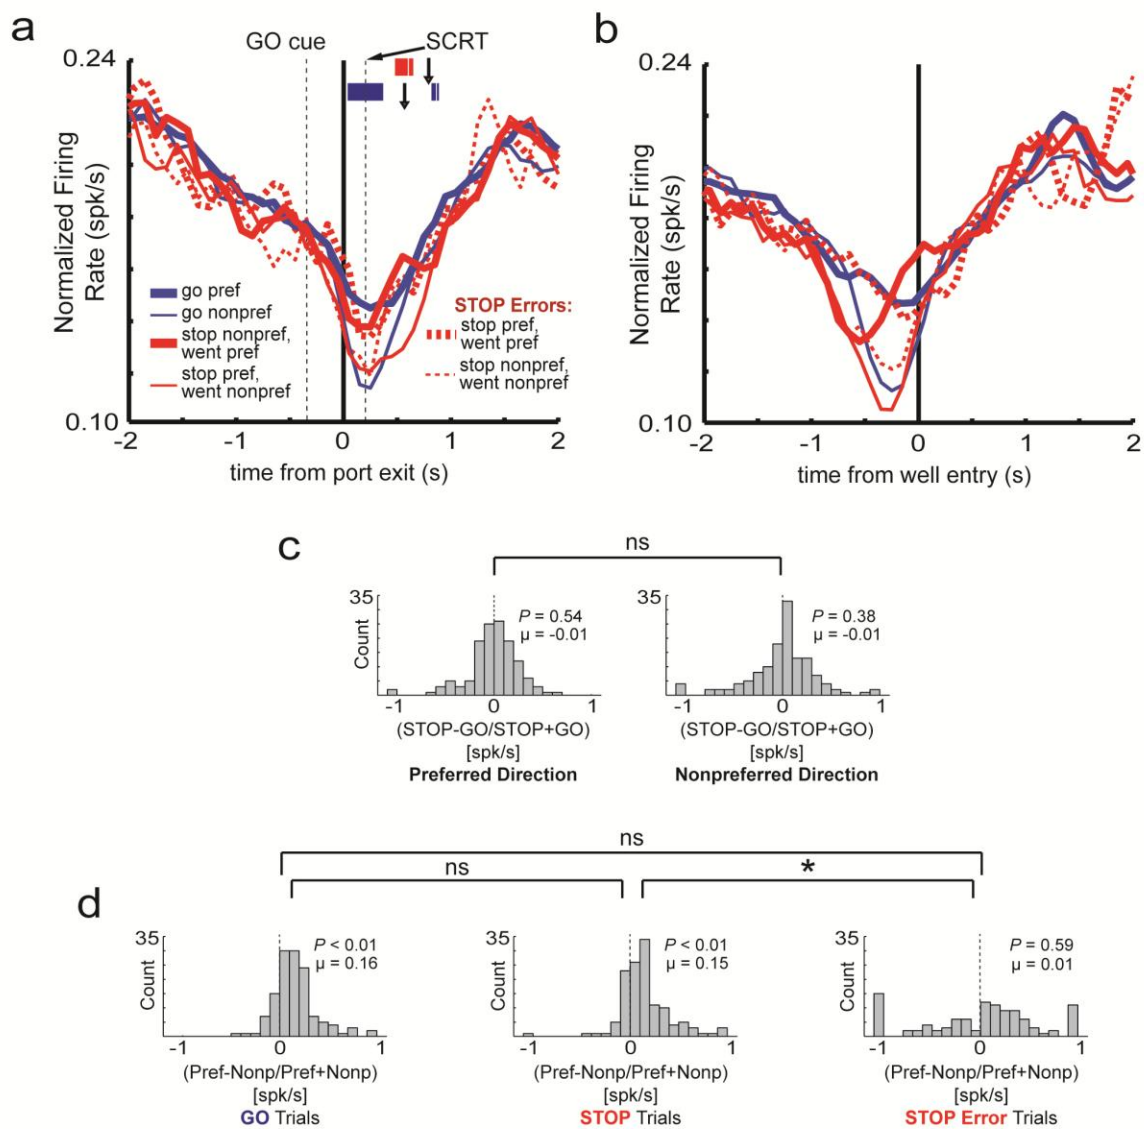 a
GO cue
SCRT
0.24
Normalized Firing
Rate (spk/s)
go pref
go nonpref
stop nonpref,
went pref
stop pref,
went nonpref
STOP Errors:
stop pref,
went pref
stop nonpref,
went nonpref
0.10
-2 -1 0 1 2
time from port exit (s)
b
0.24
Normalized Firing
Rate (spk/s)
0.10
-2 -1 0 1 2
time from well entry (s)
c
ns
35
Count
P = 0.54
μ = -0.01
-1 0 1
(STOP-GO/STOP+GO)
[spk/s]
Preferred Direction
35
P = 0.38
μ = -0.01
-1 0 1
(STOP-GO/STOP+GO)
[spk/s]
Nonpreferred Direction
d
ns
ns
*
35
Count
P < 0.01
μ = 0.16
-1 0 1
(Pref-Nonp/Pref+Nonp)
[spk/s]
GO Trials
35
Count
P < 0.01
μ = 0.15
-1 0 1
(Pref-Nonp/Pref+Nonp)
[spk/s]
STOP Trials
35
Count
P = 0.59
μ = 0.01
-1 0 1
(Pref-Nonp/Pref+Nonp)
[spk/s]
STOP Error Trials